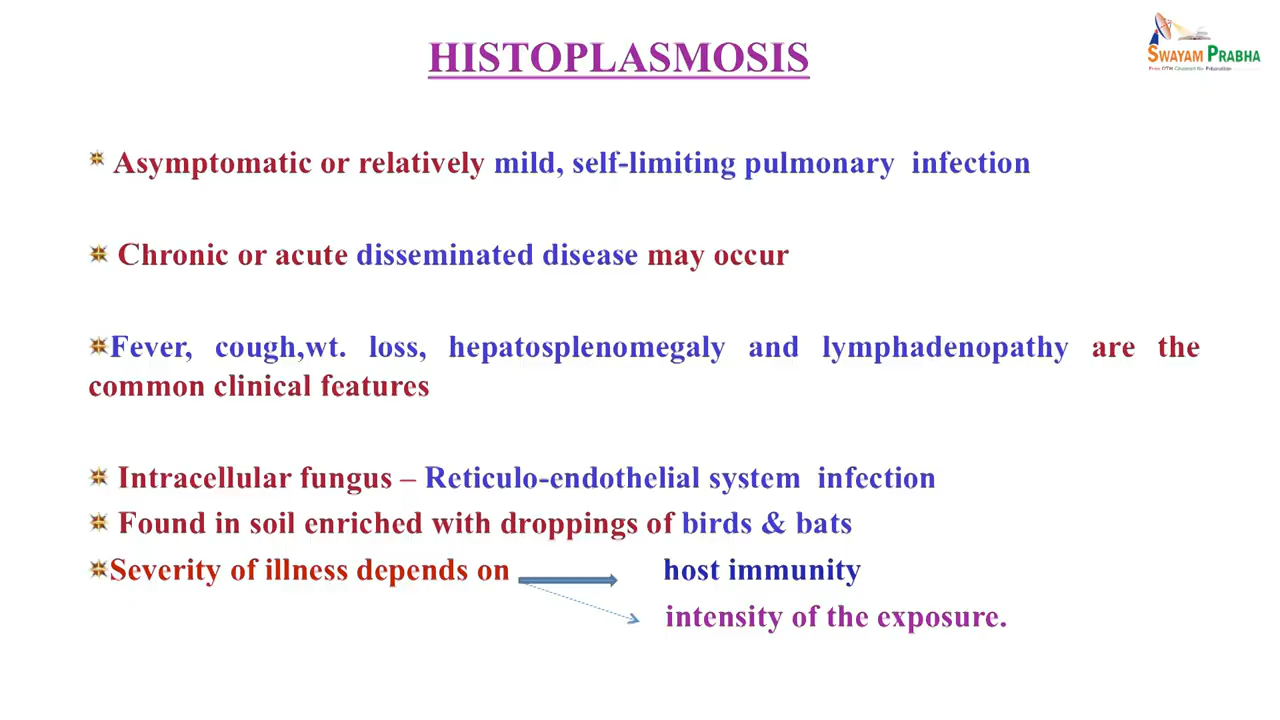 HISTOPLASMOSIS
SWAYAM PRABHA
Asymptomatic or relatively mild, self-limiting pulmonary infection
Chronic or acute disseminated disease may occur
Fever, cough,wt. loss, hepatosplenomegaly and lymphadenopathy are the
common clinical features
Intracellular fungus – Reticulo-endothelial system infection
Found in soil enriched with droppings of birds & bats
Severity of illness depends on host immunity
intensity of the exposure.